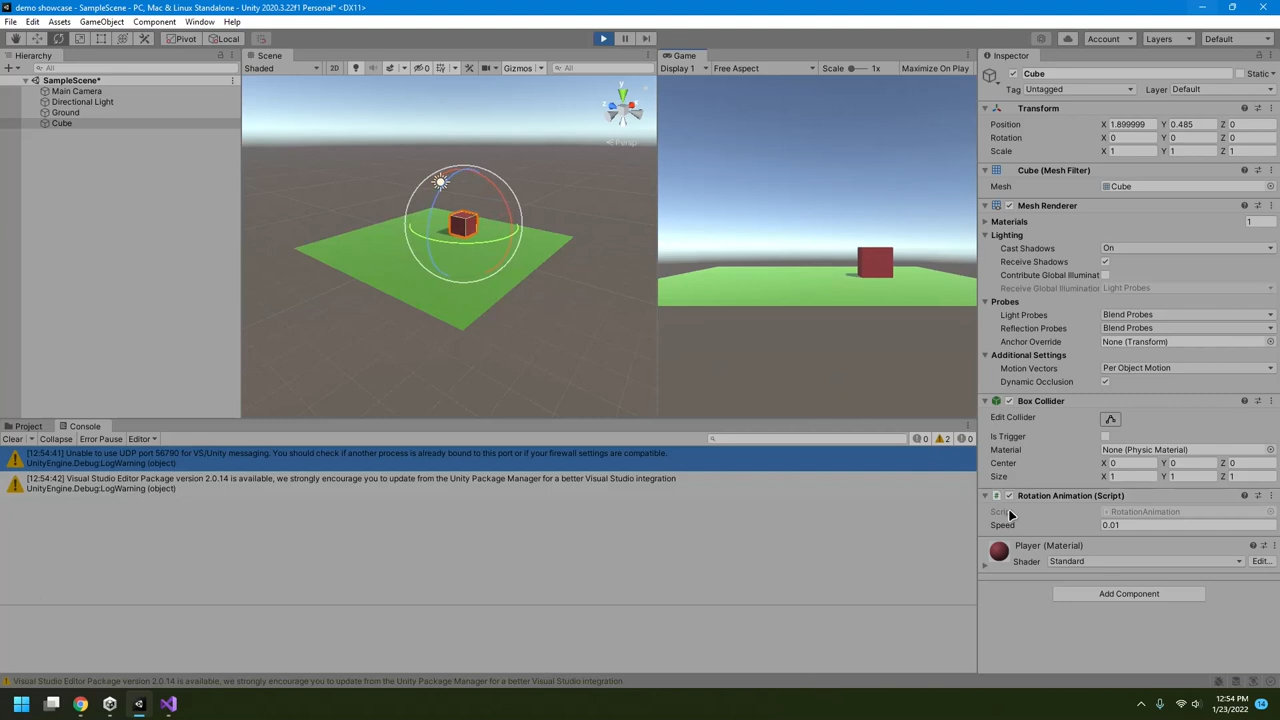 demo showcase - SampleScene - PC, Mac & Linux Standalone - Unity 2020.3.22f1 Personal* <DX11>
File Edit Assets GameObject Component Window Help
Pivot Local Account Layers Default
Hierarchy
All
SampleScene*
Main Camera
Directional Light
Ground
Cube
Scene
Shaded 2D 0 Gizmos All
y
Persp
Game
Display 1 Free Aspect Scale 1x Maximize On Play
Inspector
Cube Static
Tag Untagged Layer Default
Transform
Position X 1.899999 Y 0.485 Z 0
Rotation X 0 Y 0 Z 0
Scale X 1 Y 1 Z 1
Cube (Mesh Filter)
Mesh Cube
Mesh Renderer
Materials 1
Lighting
Cast Shadows On
Receive Shadows
Contribute Global Illuminat
Receive Global Illumination Light Probes
Probes
Light Probes Blend Probes
Reflection Probes Blend Probes
Anchor Override None (Transform)
Additional Settings
Motion Vectors Per Object Motion
Dynamic Occlusion
Box Collider
Edit Collider
Is Trigger
Material None (Physic Material)
Center X 0 Y 0 Z 0
Size X 1 Y 1 Z 1
# Rotation Animation (Script)
Script RotationAnimation
Speed 0.01
Player (Material)
Shader Standard Edit...
Add Component
Project Console
Clear Collapse Error Pause Editor 0 2 0
[12:54:41] Unable to use UDP port 56790 for VS/Unity messaging. You should check if another process is already bound to this port or if your firewall settings are compatible.
UnityEngine.Debug:LogWarning (object)
[12:54:42] Visual Studio Editor Package version 2.0.14 is available, we strongly encourage you to update from the Unity Package Manager for a better Visual Studio integration
UnityEngine.Debug:LogWarning (object)
Visual Studio Editor Package version 2.0.14 is available, we strongly encourage you to update from the Unity Package Manager for a better Visual Studio integration
12:54 PM
1/23/2022
14